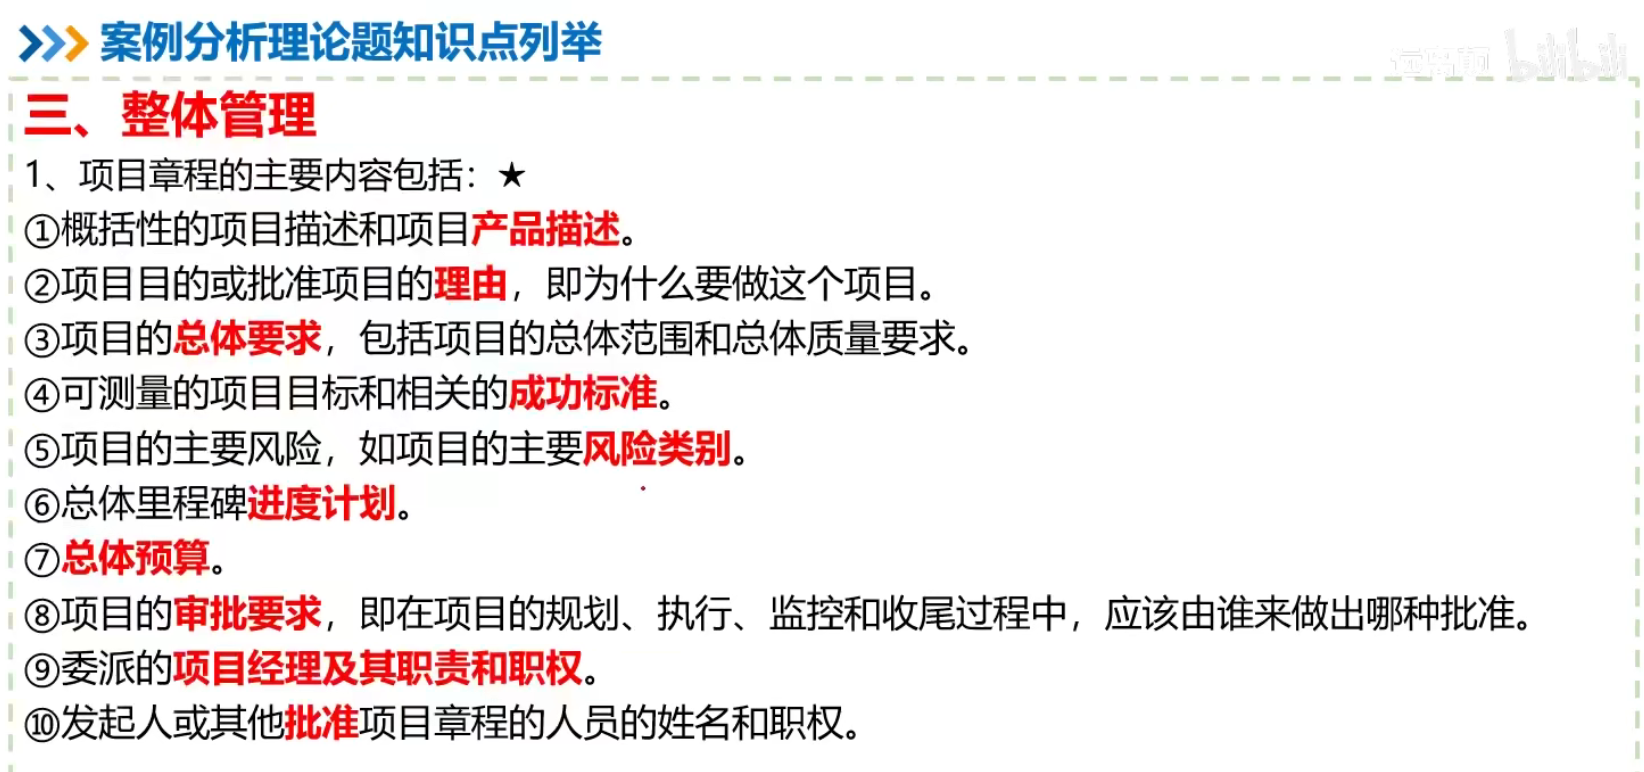 案例分析理论题知识点列举
bilibili
三、整体管理
1、项目章程的主要内容包括：★
①概括性的项目描述和项目产品描述。
②项目目的或批准项目的理由，即为什么要做这个项目。
③项目的总体要求，包括项目的总体范围和总体质量要求。
④可测量的项目目标和相关的成功标准。
⑤项目的主要风险，如项目的主要风险类别。
⑥总体里程碑进度计划。
⑦总体预算。
⑧项目的审批要求，即在项目的规划、执行、监控和收尾过程中，应该由谁来做出哪种批准。
⑨委派的项目经理及其职责和职权。
⑩发起人或其他批准项目章程的人员的姓名和职权。